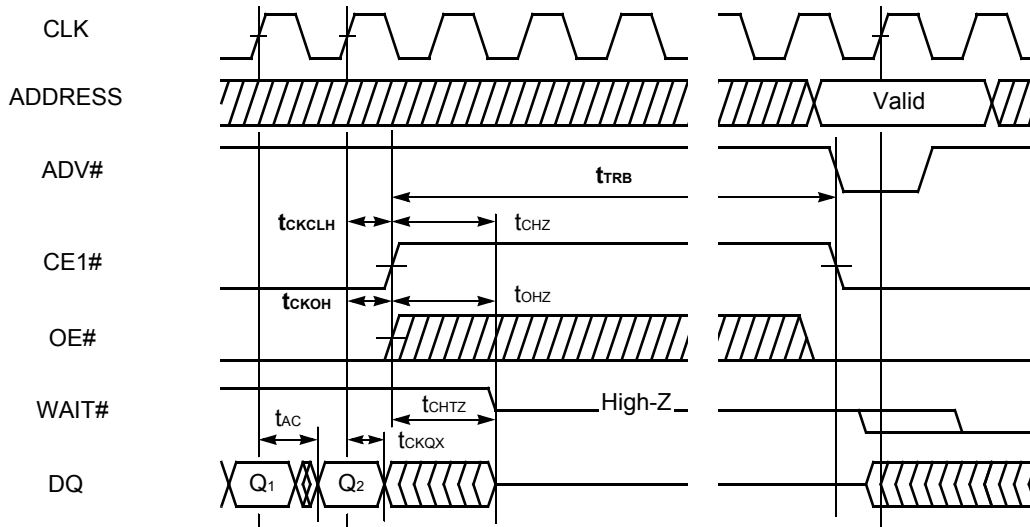 CLK
ADDRESS
Valid
ADV#
tTRB
tCKCLH
tCHZ
CE1#
tCKOH
tOHZ
OE#
WAIT#
tCHTZ
High-Z
tAC
tCKQX
DQ
Q1
Q2